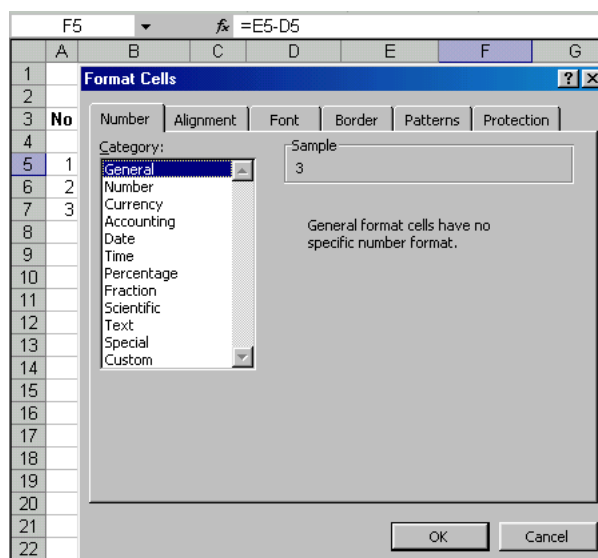 F5 fx =E5-D5
A B C D E F G
1
Format Cells ? X
2
3 No Number Alignment Font Border Patterns Protection
4 Category: Sample
5 1 General 3
6 2 Number
7 3 Currency General format cells have no
8 Accounting specific number format.
9 Date
Time
10 Percentage
11 Fraction
12 Scientific
Text
13 Special
14 Custom
15
16
17
18
19
20
21 OK Cancel
22